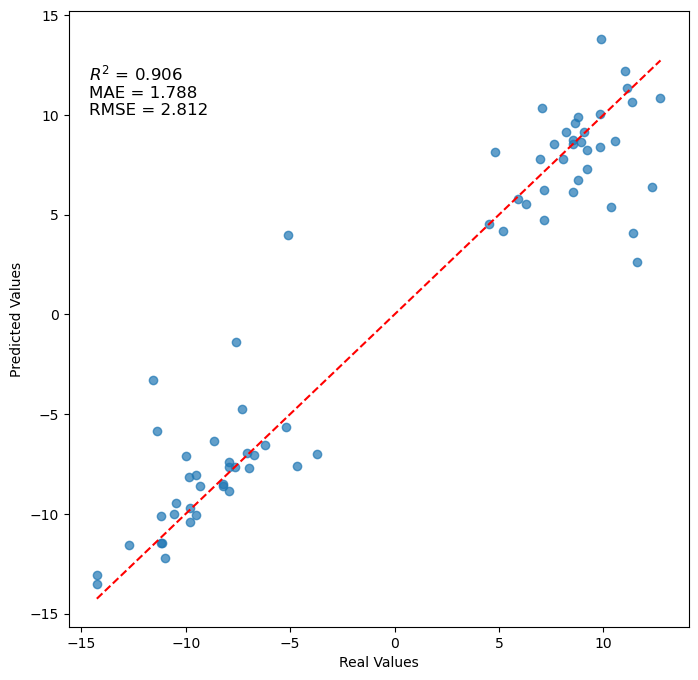 15
10
5
0
−5
−10
−15
R² = 0.906
MAE = 1.788
RMSE = 2.812
Predicted Values
−15 −10 −5 0 5 10
Real Values